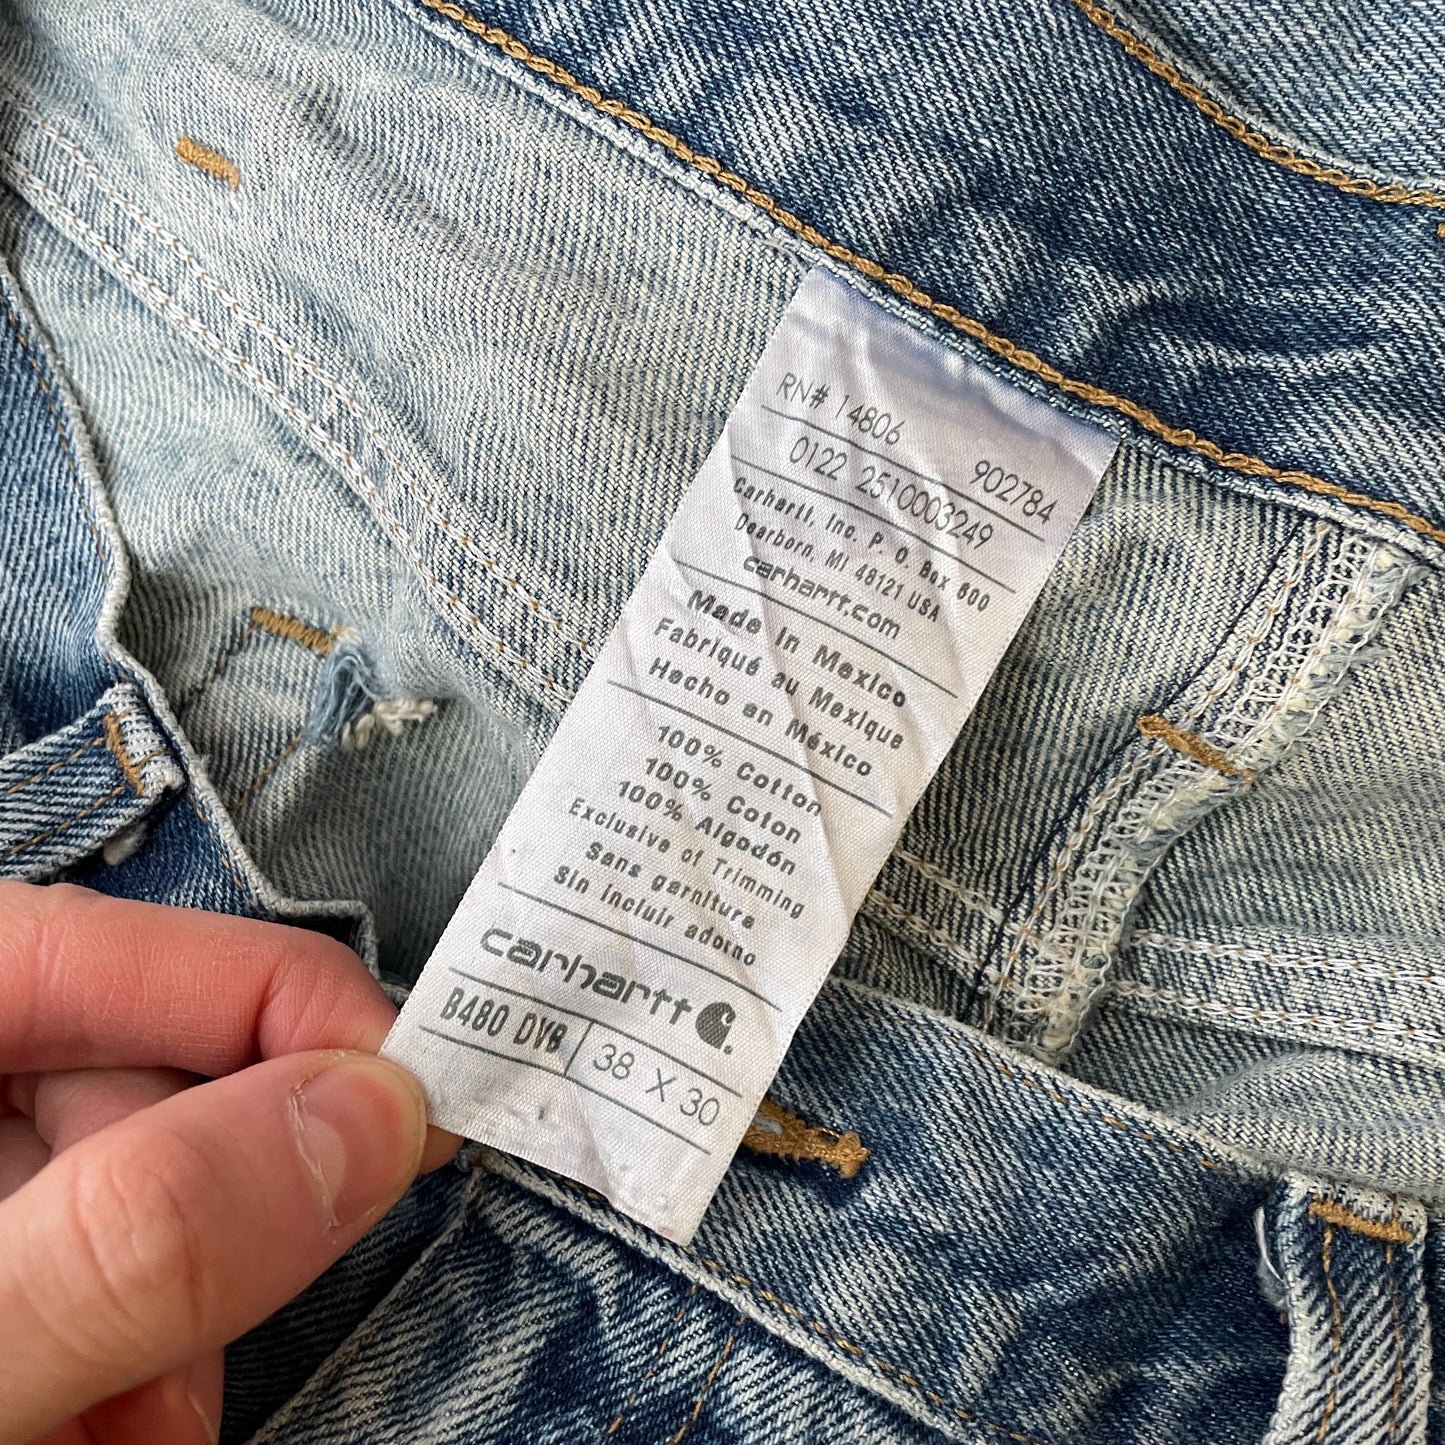 RN# 14806 902784
0122 2510003249
Carhartt, Inc. P. O. Box 600
Dearborn, MI 48121 USA
carhartt.com
Made In Mexico
Fabriqué au Mexique
Hecho en México
100% Cotton
100% Coton
100% Algodón
Exclusive of Trimming
Sans garniture
Sin incluir adorno
carhartt
B480 DVB 38 X 30